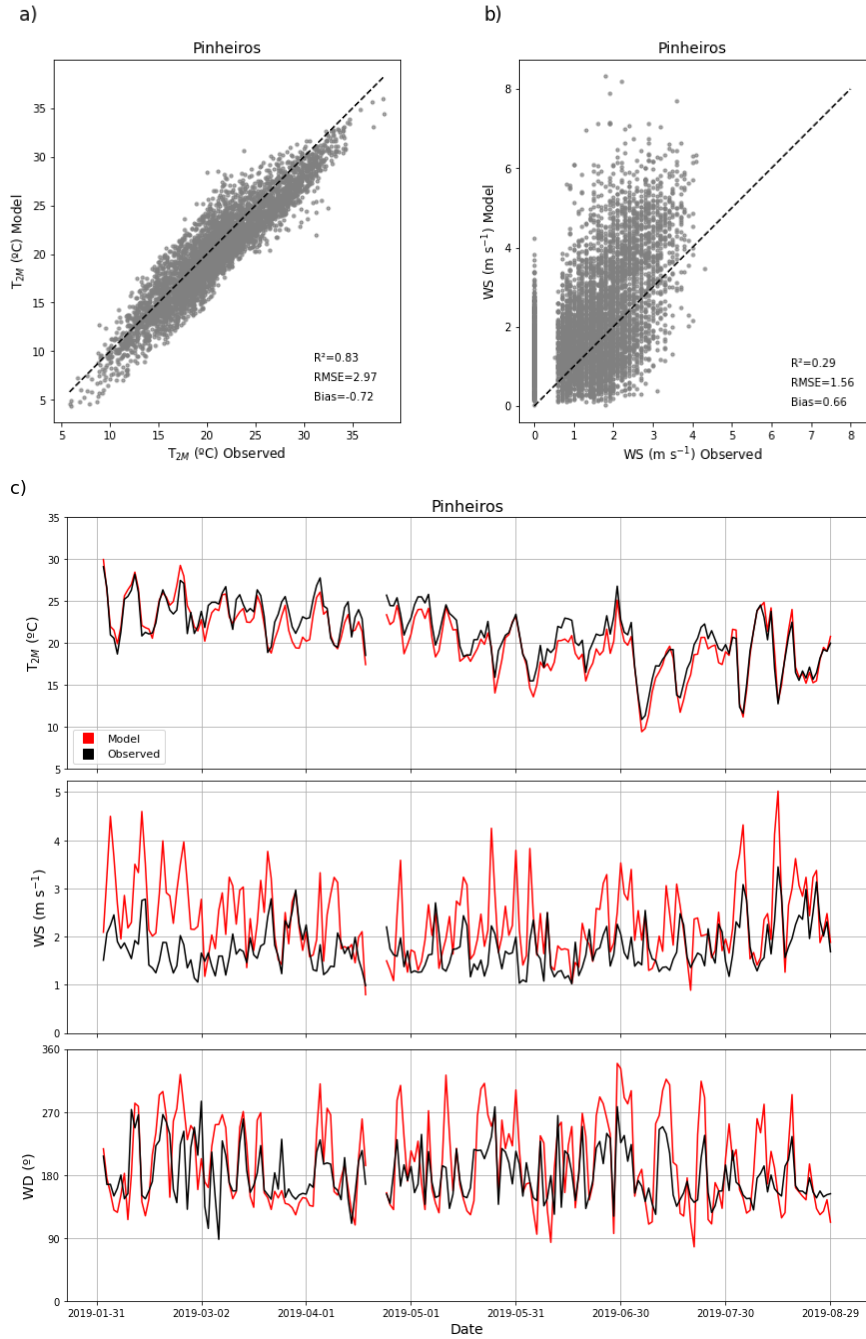 a)
b)
Pinheiros
Pinheiros
35
30
25
20
15
10
5
T2M (ºC) Model
R²=0.83
RMSE=2.97
Bias=-0.72
5 10 15 20 25 30 35
T2M (ºC) Observed
8
6
4
2
0
WS (m s⁻¹) Model
R²=0.29
RMSE=1.56
Bias=0.66
0 1 2 3 4 5 6 7 8
WS (m s⁻¹) Observed
c)
Pinheiros
35
30
25
20
15
10
5
T2M (ºC)
Model
Observed
5
4
3
2
1
0
WS (m s⁻¹)
360
270
180
90
0
WD (º)
2019-01-31 2019-03-02 2019-04-01 2019-05-01 2019-05-31 2019-06-30 2019-07-30 2019-08-29
Date